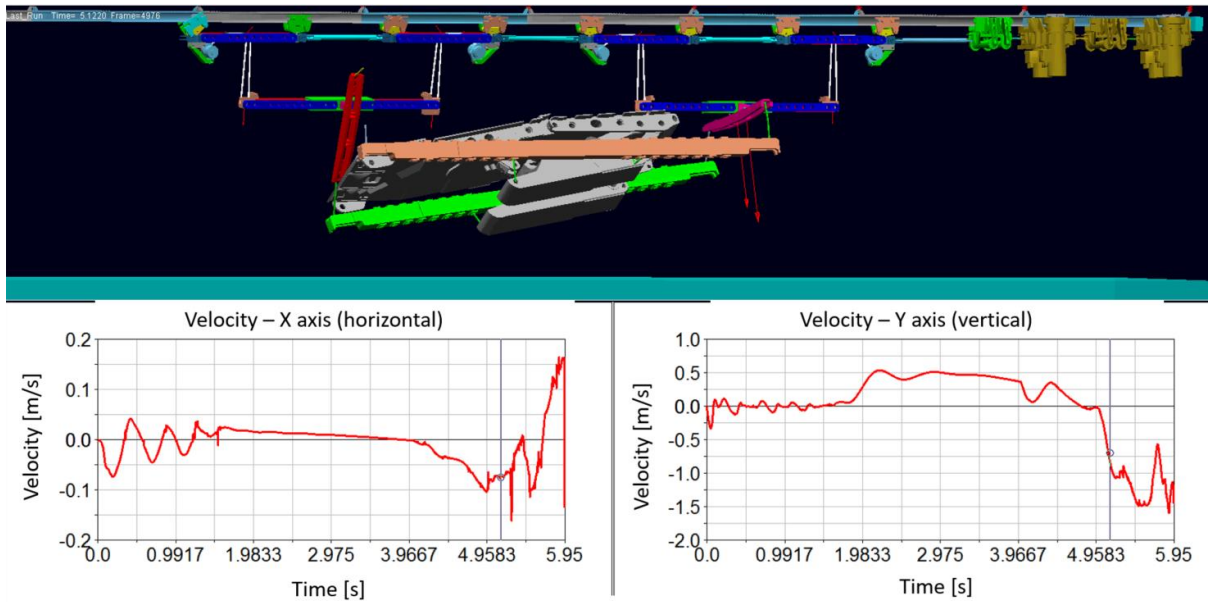 Last_Run Time= 5.1220 Frame=4976
Velocity – X axis (horizontal)
0.2
0.1
0.0
-0.1
-0.2
Velocity [m/s]
0.0 0.9917 1.9833 2.975 3.9667 4.9583 5.95
Time [s]
Velocity – Y axis (vertical)
1.0
0.5
0.0
-0.5
-1.0
-1.5
-2.0
Velocity [m/s]
0.0 0.9917 1.9833 2.975 3.9667 4.9583 5.95
Time [s]